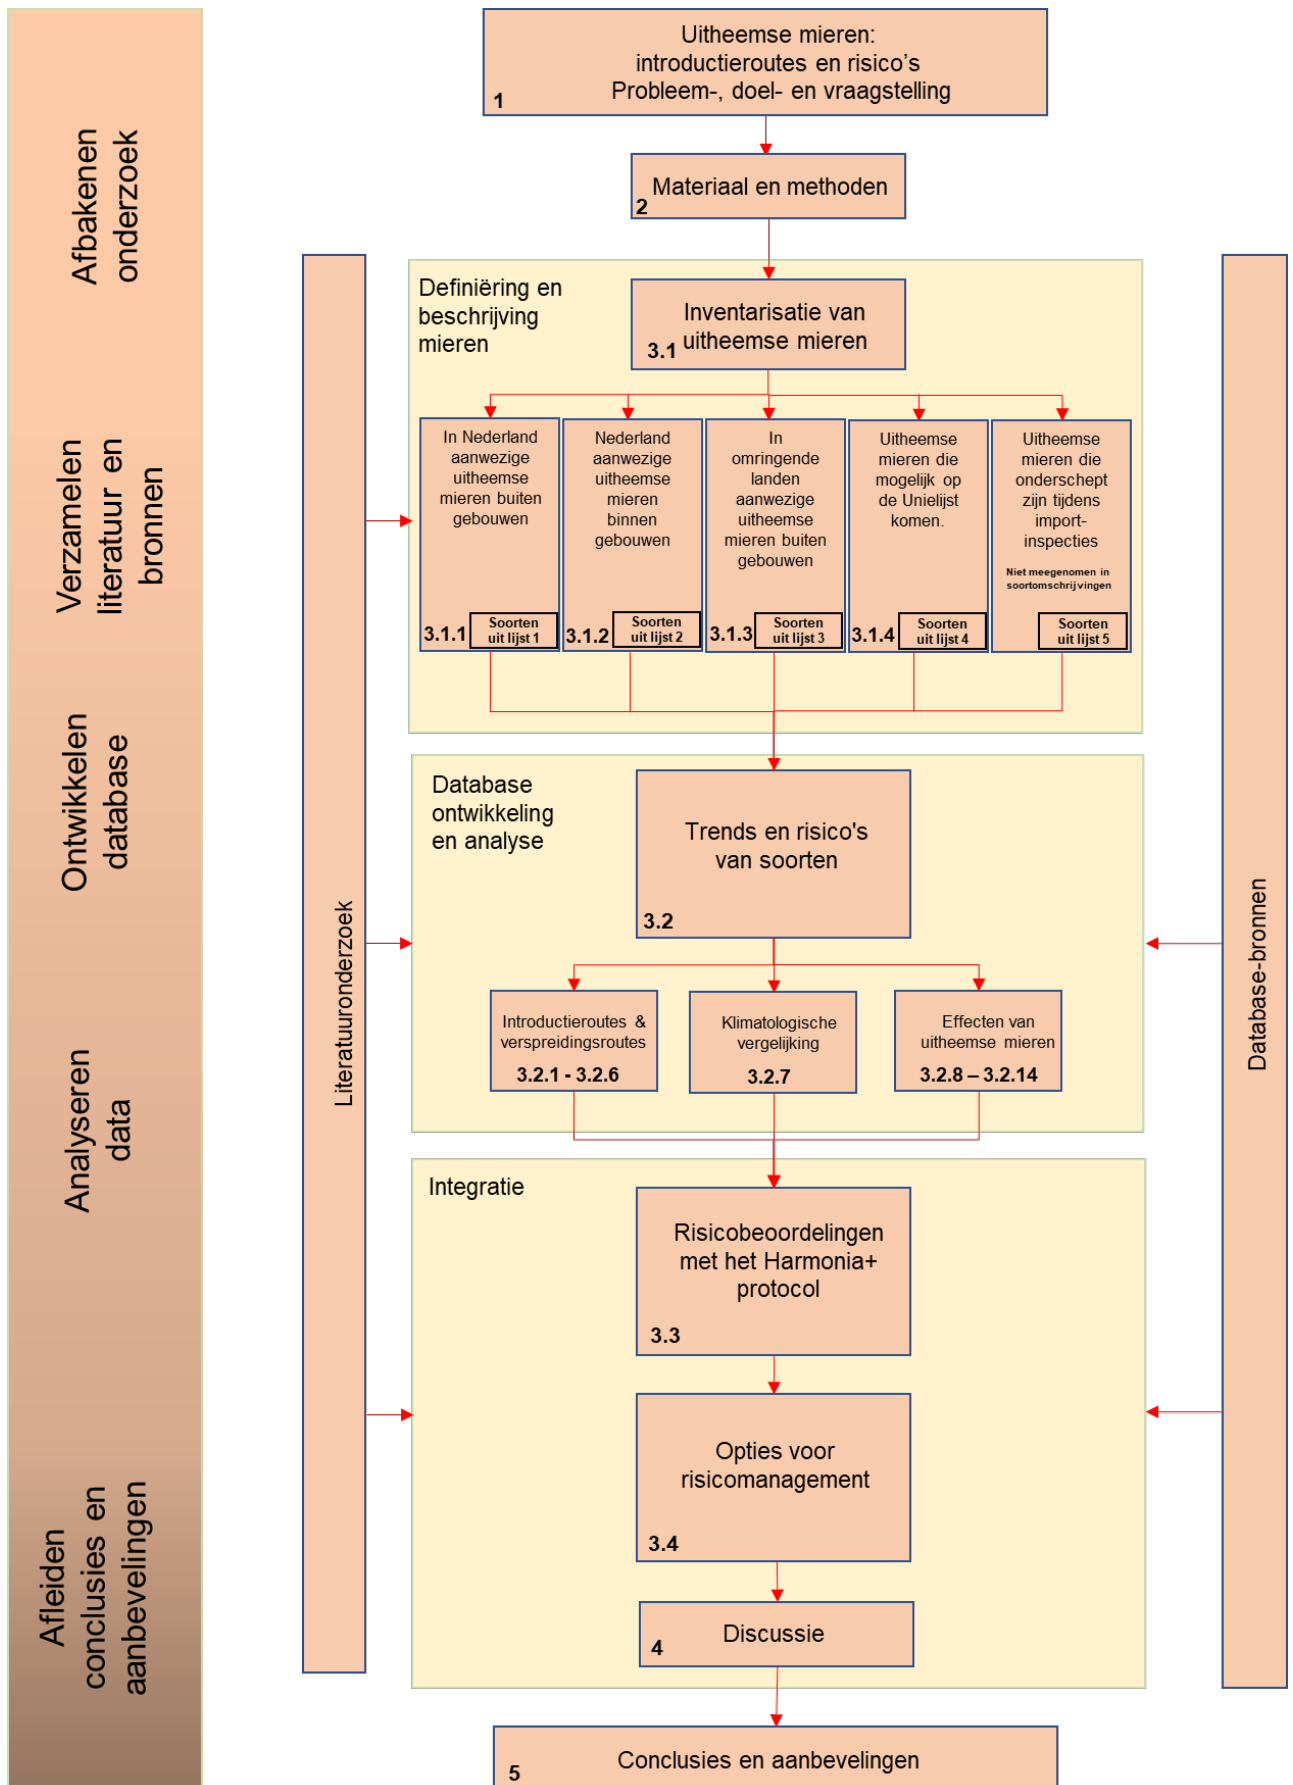 Uitheemse mieren:
introductieroutes en risico's
Probleem-, doel- en vraagstelling
1
Materiaal en methoden
2
Afbakenen
onderzoek
Verzamelen
literatuur en
bronnen
Ontwikkelen
database
Analyseren
data
Afleiden
conclusies en
aanbevelingen
Literatuuronderzoek
Database-bronnen
Definiëring en
beschrijving
mieren
Inventarisatie van
uitheemse mieren
3.1
In Nederland
aanwezige
uitheemse
mieren buiten
gebouwen
3.1.1
Soorten
uit lijst 1
Nederland
aanwezige
uitheemse
mieren
binnen
gebouwen
3.1.2
Soorten
uit lijst 2
In
omringende
landen
aanwezige
uitheemse
mieren buiten
gebouwen
3.1.3
Soorten
uit lijst 3
Uitheemse
mieren die
mogelijk op
de Unielijst
komen.
3.1.4
Soorten
uit lijst 4
Uitheemse
mieren die
onderschept
zijn tijdens
import-
inspecties
Niet meegenomen in
soortomschrijvingen
Soorten
uit lijst 5
Database
ontwikkeling
en analyse
Trends en risico's
van soorten
3.2
Introductieroutes &
verspreidingsroutes
3.2.1 - 3.2.6
Klimatologische
vergelijking
3.2.7
Effecten van
uitheemse mieren
3.2.8 – 3.2.14
Integratie
Risicobeoordelingen
met het Harmonia+
protocol
3.3
Opties voor
risicomanagement
3.4
Discussie
4
Conclusies en aanbevelingen
5